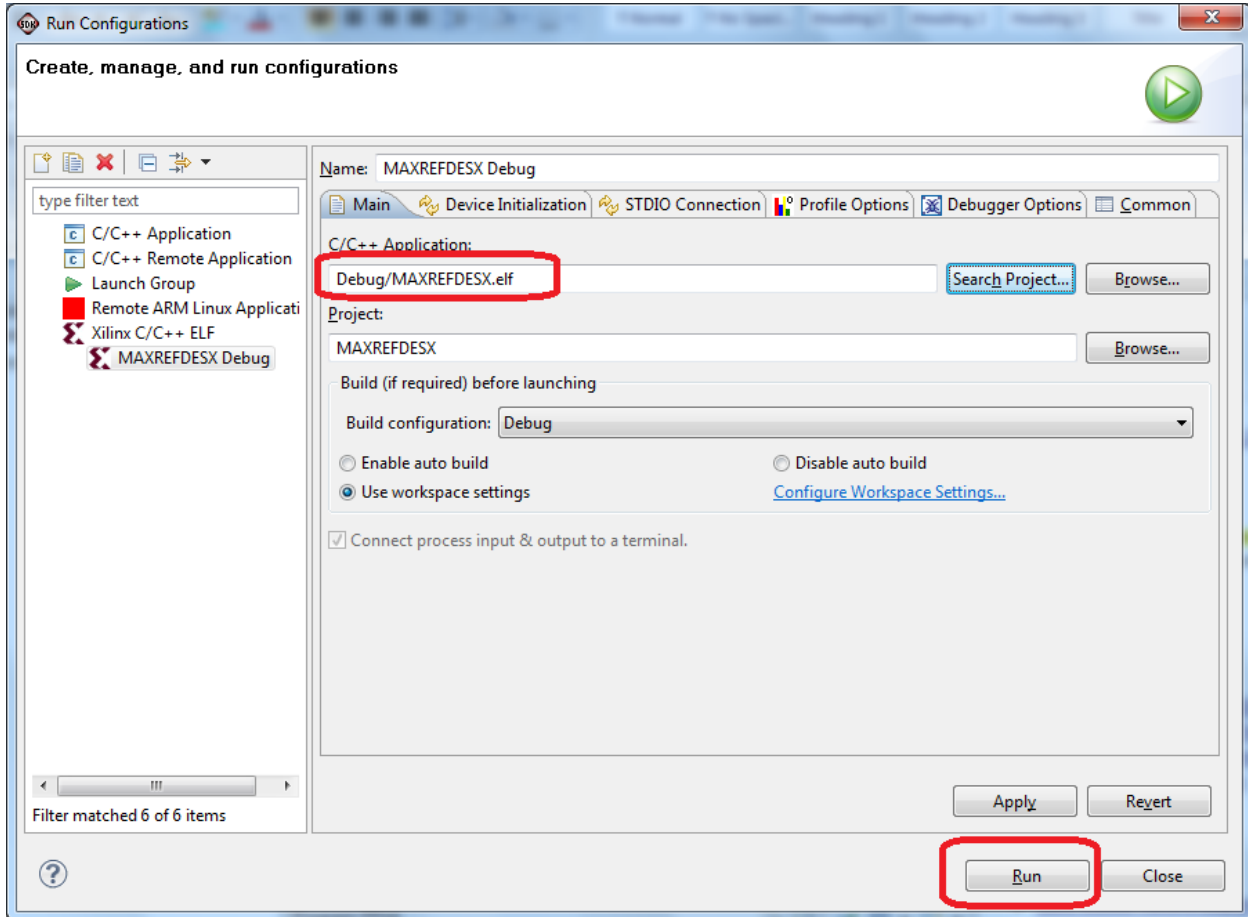 SDK Run Configurations
Create, manage, and run configurations
type filter text
C/C++ Application
C/C++ Remote Application
Launch Group
Remote ARM Linux Applicati
Xilinx C/C++ ELF
MAXREFDESX Debug
Filter matched 6 of 6 items
Name: MAXREFDESX Debug
Main Device Initialization STDIO Connection Profile Options Debugger Options Common
C/C++ Application:
Debug/MAXREFDESX.elf Search Project... Browse...
Project:
MAXREFDESX Browse...
Build (if required) before launching
Build configuration: Debug
Enable auto build Disable auto build
Use workspace settings Configure Workspace Settings...
Connect process input & output to a terminal.
Apply Revert
? Run Close